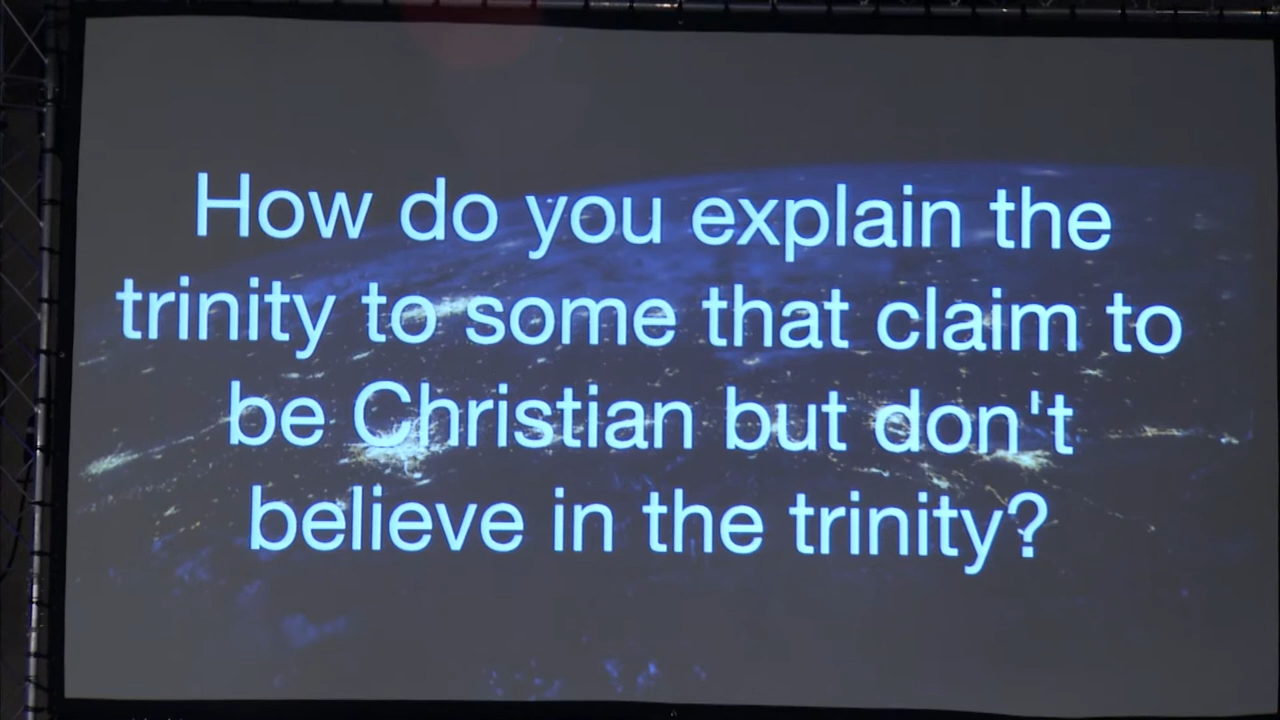 How do you explain the
trinity to some that claim to
be Christian but don't
believe in the trinity?